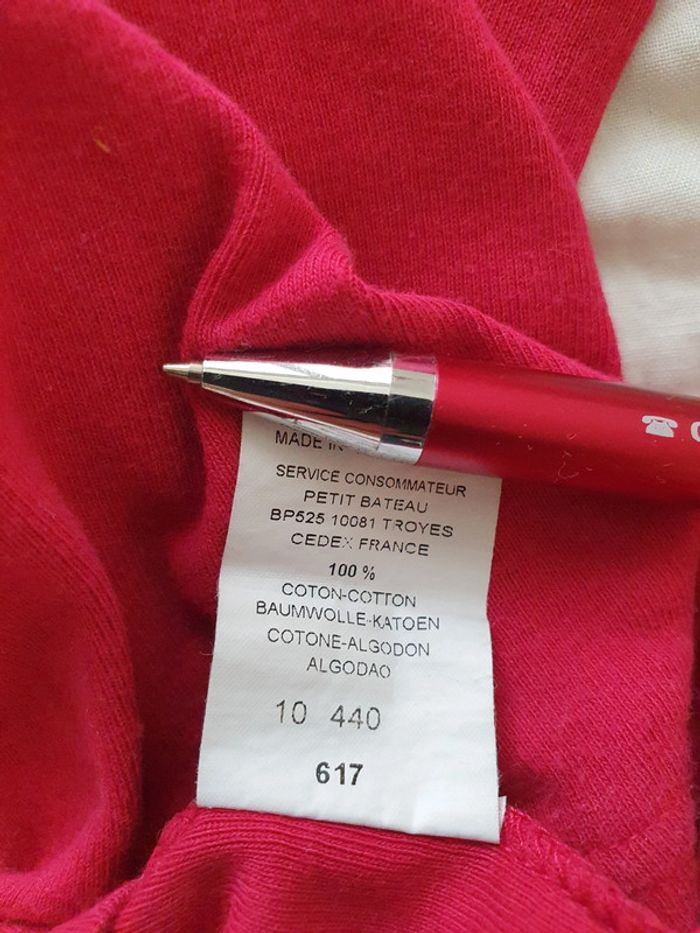 MADE IN
SERVICE CONSOMMATEUR
PETIT BATEAU
BP525 10081 TROYES
CEDEX FRANCE
100 %
COTON-COTTON
BAUMWOLLE-KATOEN
COTONE-ALGODON
ALGODAO
10 440
617